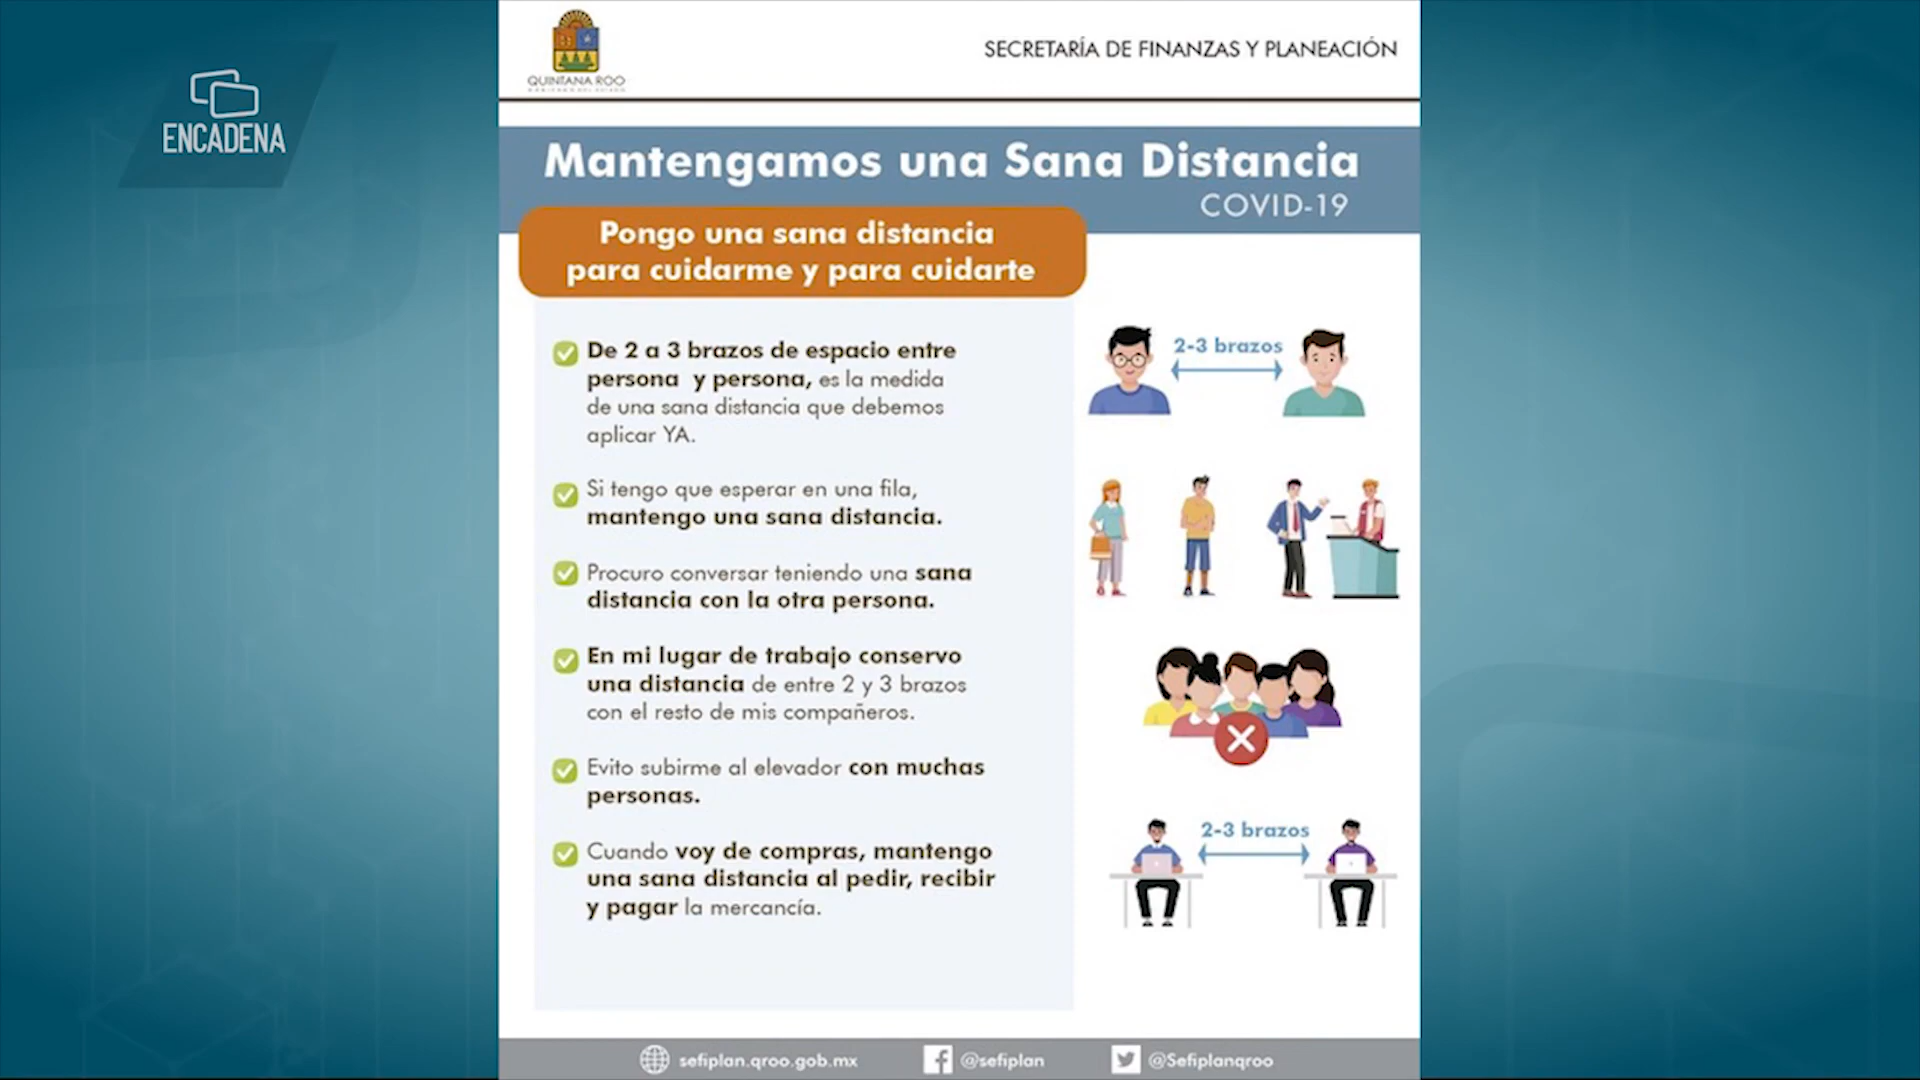 ENCADENA
QUINTANA ROO
SECRETARÍA DE FINANZAS Y PLANEACIÓN
Mantengamos una Sana Distancia
COVID-19
Pongo una sana distancia
para cuidarme y para cuidarte
De 2 a 3 brazos de espacio entre
persona y persona, es la medida
de una sana distancia que debemos
aplicar YA.
2-3 brazos
Si tengo que esperar en una fila,
mantengo una sana distancia.
Procuro conversar teniendo una sana
distancia con la otra persona.
En mi lugar de trabajo conservo
una distancia de entre 2 y 3 brazos
con el resto de mis compañeros.
Evito subirme al elevador con muchas
personas.
Cuando voy de compras, mantengo
una sana distancia al pedir, recibir
y pagar la mercancía.
2-3 brazos
sefiplan.qroo.gob.mx
@sefiplan
@Sefiplanqroo